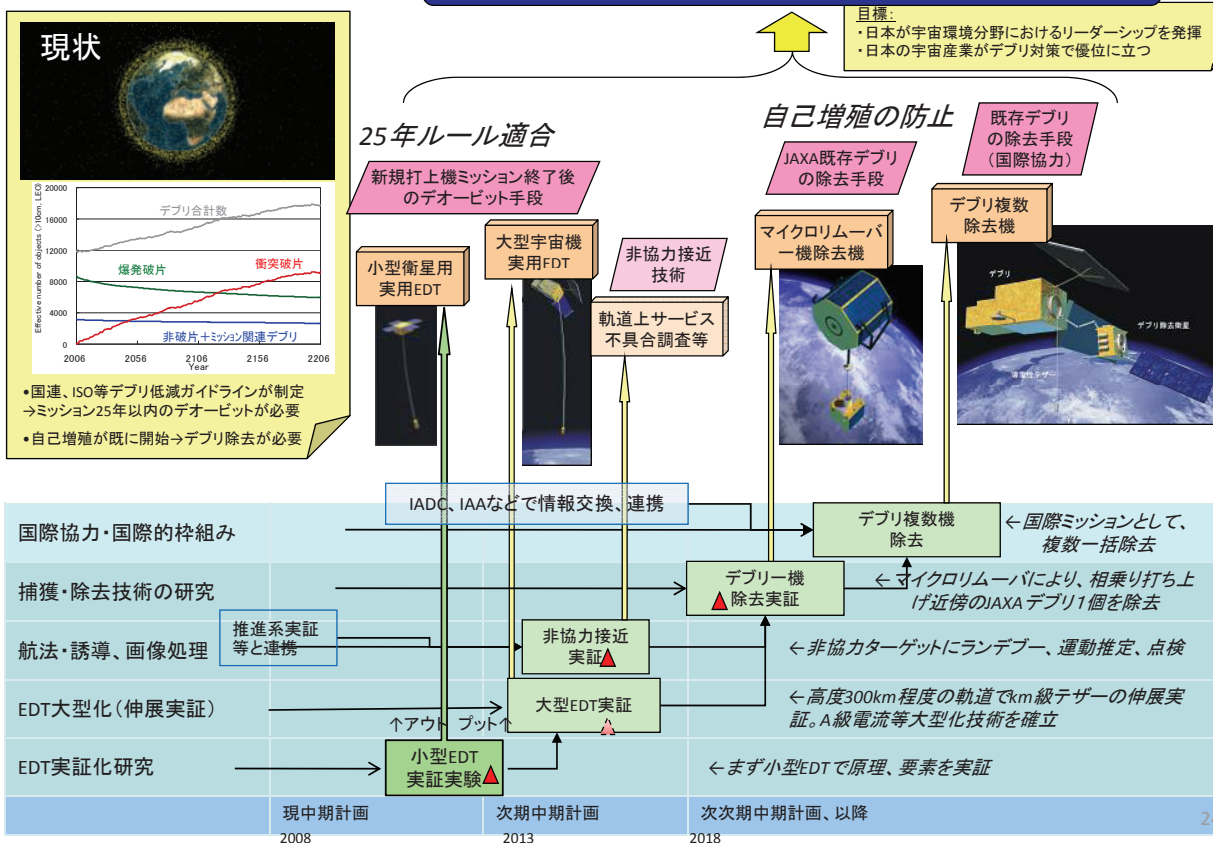 目標:
・日本が宇宙環境分野におけるリーダーシップを発揮
・日本の宇宙産業がデブリ対策で優位に立つ
現状
Effective number of objects (>10cm, LEO)
20000
16000
12000
8000
4000
0
デブリ合計数
爆発破片
衝突破片
非破片+ミッション関連デブリ
2006
2056
2106
2156
2206
Year
•国連、ISO等デブリ低減ガイドラインが制定
→ミッション25年以内のデオービットが必要
•自己増殖が既に開始→デブリ除去が必要
25年ルール適合
自己増殖の防止
新規打上機ミッション終了後
のデオービット手段
JAXA既存デブリ
の除去手段
既存デブリ
の除去手段
(国際協力)
小型衛星用
実用EDT
大型宇宙機
実用EDT
非協力接近
技術
軌道上サービス
不具合調査等
マイクロリムーバ
一機除去機
デブリ複数
除去機
デブリ
デブリ除去衛星
導電性テザー
IADC、IAAなどで情報交換、連携
国際協力・国際的枠組み
デブリ複数機
除去
←国際ミッションとして、
複数一括除去
捕獲・除去技術の研究
デブリ一機
除去実証
←マイクロリムーバにより、相乗り打ち上
げ近傍のJAXAデブリ1個を除去
推進系実証
等と連携
航法・誘導、画像処理
非協力接近
実証
←非協力ターゲットにランデブー、運動推定、点検
EDT大型化(伸展実証)
大型EDT実証
←高度300km程度の軌道でkm級テザーの伸展実
証。A級電流等大型化技術を確立
↑アウト プット↑
EDT実証化研究
小型EDT
実証実験
←まず小型EDTで原理、要素を実証
現中期計画
次期中期計画
次次期中期計画、以降
2008
2013
2018